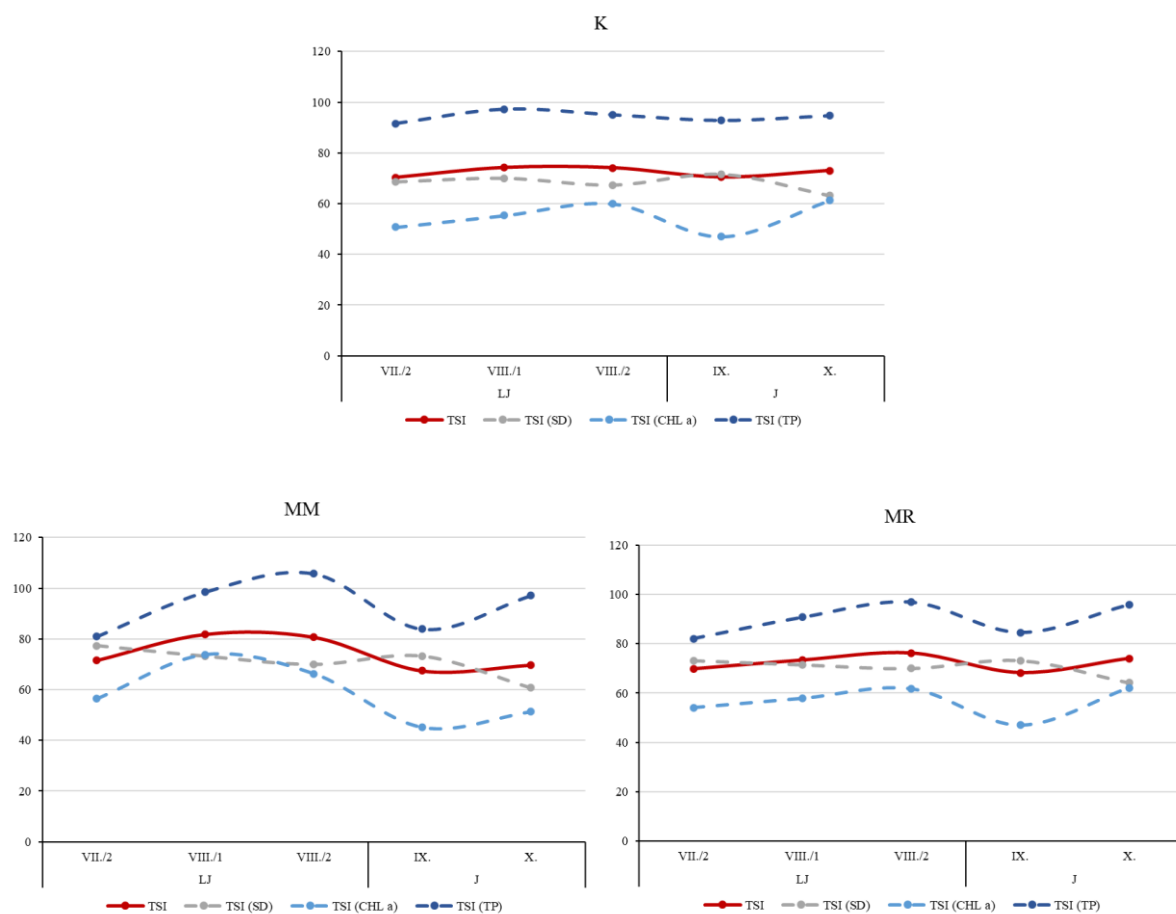 K
120
100
80
60
40
20
0
VII./2 VIII./1 VIII./2 IX. X.
LJ J
TSI TSI (SD) TSI (CHL a) TSI (TP)
MM
120
100
80
60
40
20
0
VII./2 VIII./1 VIII./2 IX. X.
LJ J
TSI TSI (SD) TSI (CHL a) TSI (TP)
MR
120
100
80
60
40
20
0
VII./2 VIII./1 VIII./2 IX. X.
LJ J
TSI TSI (SD) TSI (CHL a) TSI (TP)